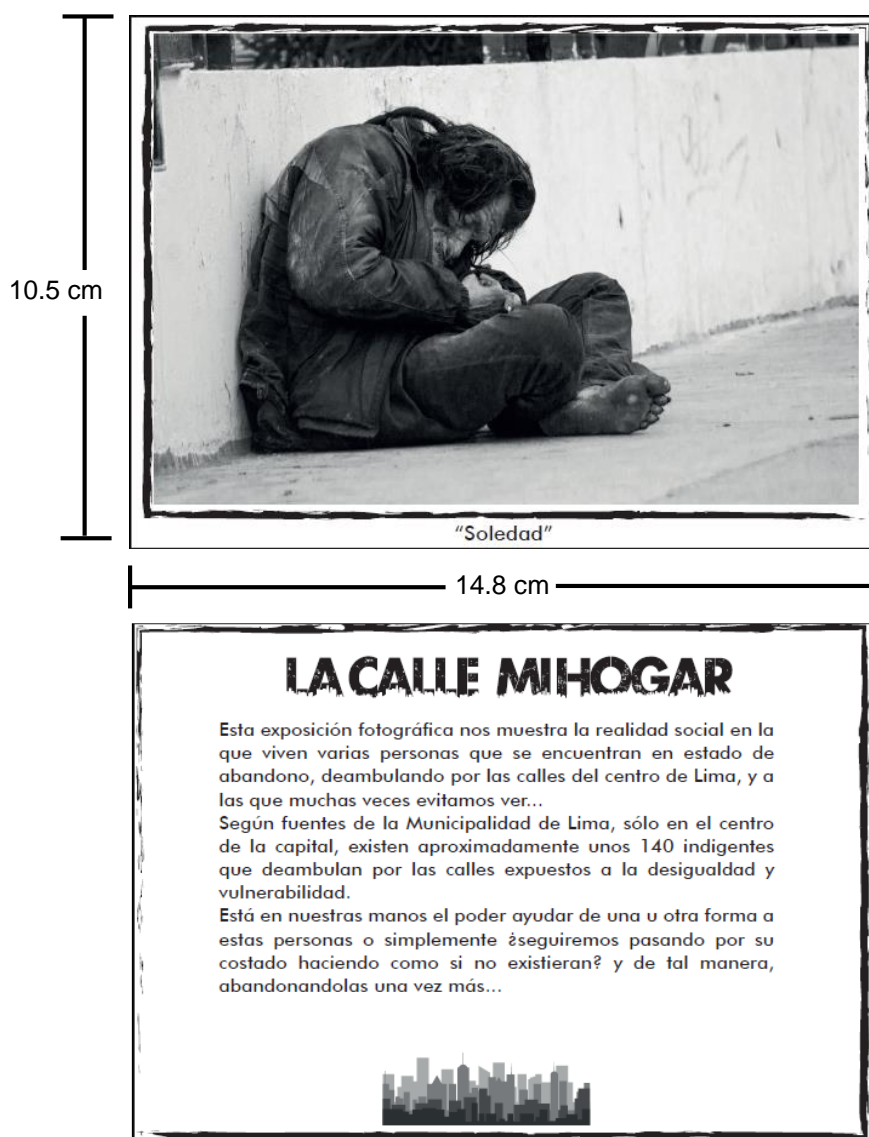 10.5 cm
“Soledad”
14.8 cm
LA CALLE MI HOGAR
Esta exposición fotográfica nos muestra la realidad social en la
que viven varias personas que se encuentran en estado de
abandono, deambulando por las calles del centro de Lima, y a
las que muchas veces evitamos ver...
Según fuentes de la Municipalidad de Lima, sólo en el centro
de la capital, existen aproximadamente unos 140 indigentes
que deambulan por las calles expuestos a la desigualdad y
vulnerabilidad.
Está en nuestras manos el poder ayudar de una u otra forma a
estas personas o simplemente ¿seguiremos pasando por su
costado haciendo como si no existieran? y de tal manera,
abandonandolas una vez más...